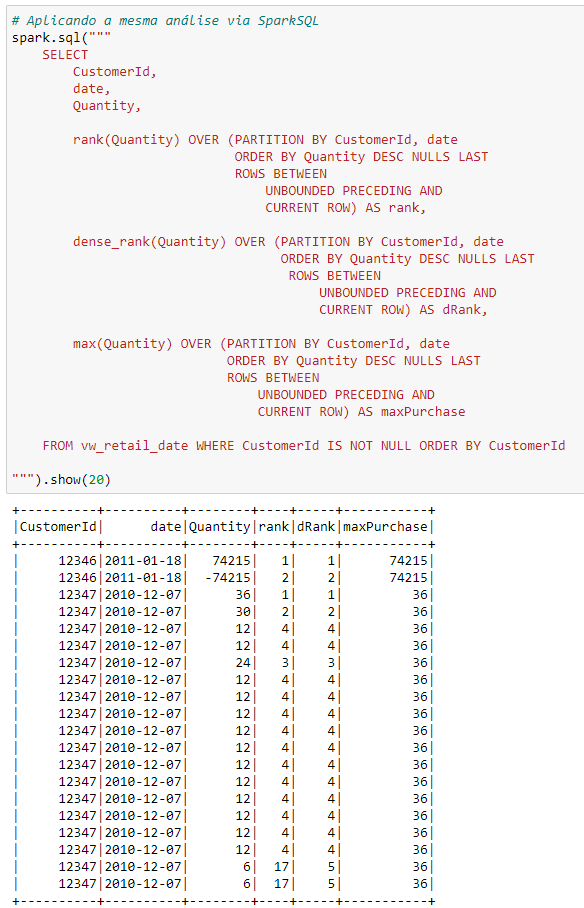 # Aplicando a mesma análise via SparkSQL
spark.sql("""
    SELECT
        CustomerId,
        date,
        Quantity,

        rank(Quantity) OVER (PARTITION BY CustomerId, date
                             ORDER BY Quantity DESC NULLS LAST
                             ROWS BETWEEN
                                 UNBOUNDED PRECEDING AND
                                 CURRENT ROW) AS rank,

        dense_rank(Quantity) OVER (PARTITION BY CustomerId, date
                                   ORDER BY Quantity DESC NULLS LAST
                                    ROWS BETWEEN
                                        UNBOUNDED PRECEDING AND
                                        CURRENT ROW) AS dRank,

        max(Quantity) OVER (PARTITION BY CustomerId, date
                            ORDER BY Quantity DESC NULLS LAST
                            ROWS BETWEEN
                                UNBOUNDED PRECEDING AND
                                CURRENT ROW) AS maxPurchase

    FROM vw_retail_date WHERE CustomerId IS NOT NULL ORDER BY CustomerId

""").show(20)
+----------+----------+--------+----+-----+-----------+
|CustomerId|      date|Quantity|rank|dRank|maxPurchase|
+----------+----------+--------+----+-----+-----------+
|     12346|2011-01-18|   74215|   1|    1|      74215|
|     12346|2011-01-18|  -74215|   2|    2|      74215|
|     12347|2010-12-07|      36|   1|    1|         36|
|     12347|2010-12-07|      30|   2|    2|         36|
|     12347|2010-12-07|      12|   4|    4|         36|
|     12347|2010-12-07|      12|   4|    4|         36|
|     12347|2010-12-07|      24|   3|    3|         36|
|     12347|2010-12-07|      12|   4|    4|         36|
|     12347|2010-12-07|      12|   4|    4|         36|
|     12347|2010-12-07|      12|   4|    4|         36|
|     12347|2010-12-07|      12|   4|    4|         36|
|     12347|2010-12-07|      12|   4|    4|         36|
|     12347|2010-12-07|      12|   4|    4|         36|
|     12347|2010-12-07|      12|   4|    4|         36|
|     12347|2010-12-07|      12|   4|    4|         36|
|     12347|2010-12-07|      12|   4|    4|         36|
|     12347|2010-12-07|      12|   4|    4|         36|
|     12347|2010-12-07|      12|   4|    4|         36|
|     12347|2010-12-07|       6|  17|    5|         36|
|     12347|2010-12-07|       6|  17|    5|         36|
+----------+----------+--------+----+-----+-----------+